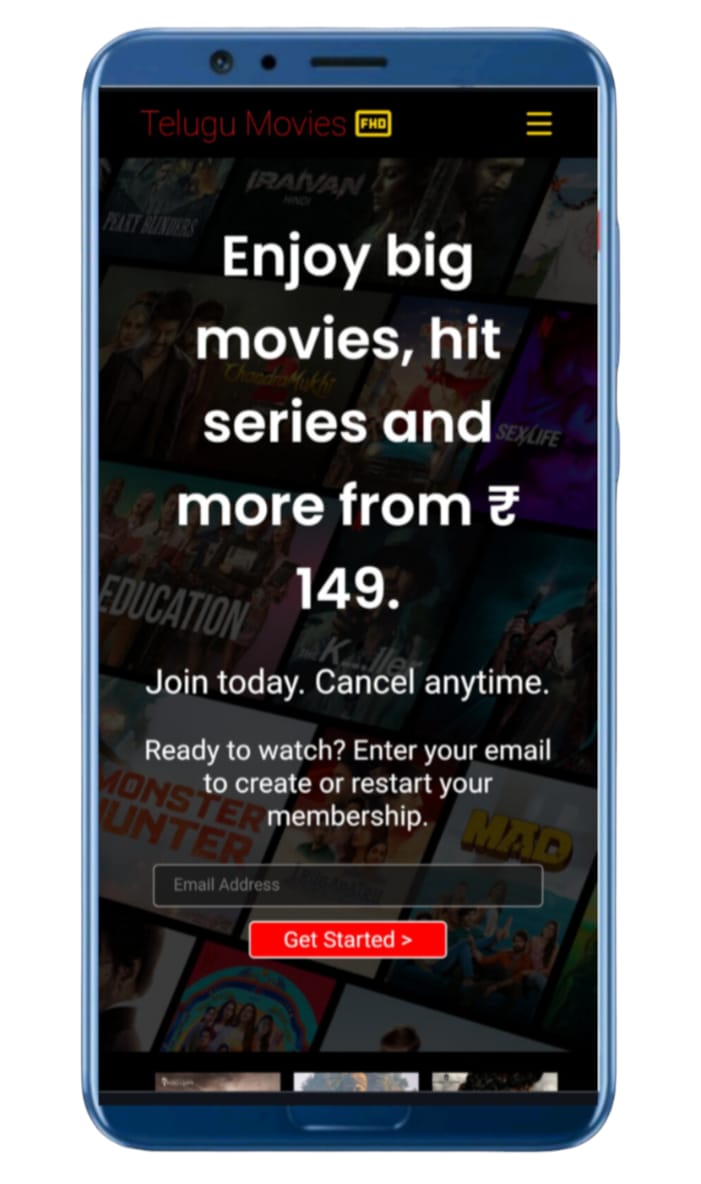 Telugu Movies FHD
PEAKY BLINDERS
IRAIVAN
HINDI
Enjoy big
movies, hit
ChandraMukhi
2
series and
SEX/LIFE
more from ₹
149.
EDUCATION
Join today. Cancel anytime.
Ready to watch? Enter your email
to create or restart your
membership.
MONSTER
HUNTER
MAD
Email Address
Get Started >